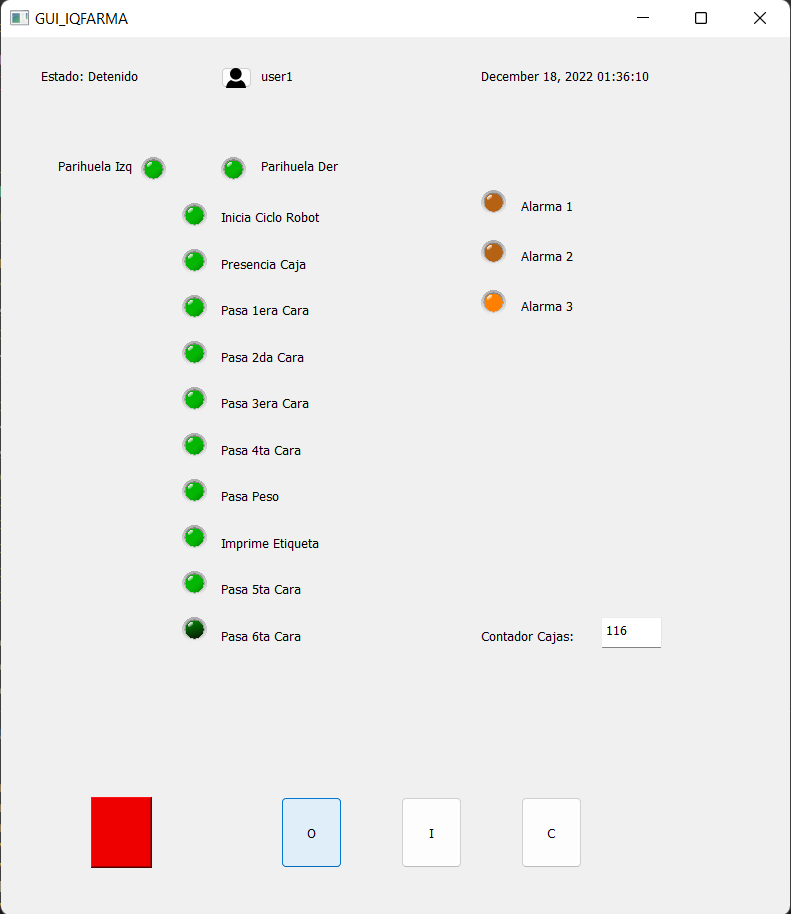 GUI_IQFARMA
Estado: Detenido
user1
December 18, 2022 01:36:10
Parihuela Izq
Parihuela Der
Inicia Ciclo Robot
Alarma 1
Presencia Caja
Alarma 2
Pasa 1era Cara
Alarma 3
Pasa 2da Cara
Pasa 3era Cara
Pasa 4ta Cara
Pasa Peso
Imprime Etiqueta
Pasa 5ta Cara
Pasa 6ta Cara
Contador Cajas:
116
O
I
C